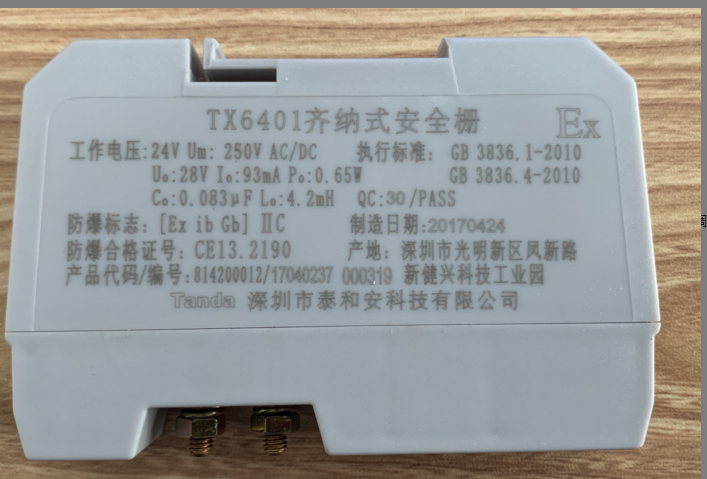 TX6401齐纳式安全栅 Ex
工作电压:24V Um: 250V AC/DC 执行标准: GB 3836.1-2010
Uo:28V Io:93mA Po:0.65W GB 3836.4-2010
Co:0.083μF Lo:4.2mH QC:30/PASS
防爆标志: [Ex ib Gb] ⅡC 制造日期:20170424
防爆合格证号: CE13.2190 产地: 深圳市光明新区凤新路
产品代码/编号:814200012/17040237 000319 新健兴科技工业园
Tanda 深圳市泰和安科技有限公司